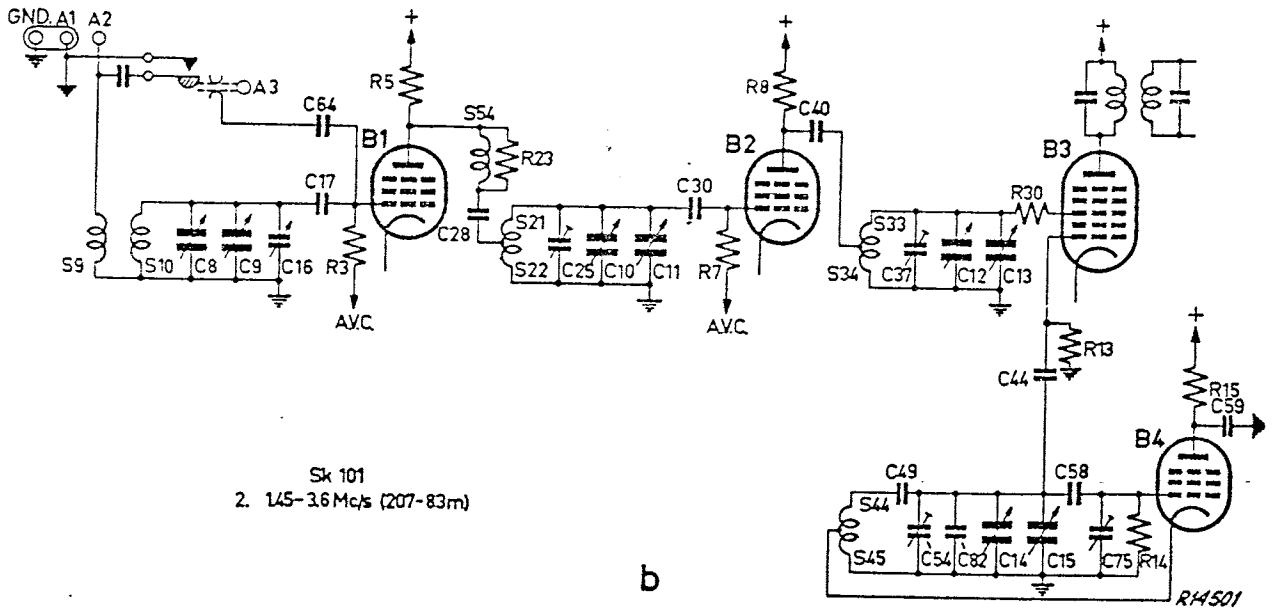 GND. A1 A2
A3
C64
R5
S54
B1
R23
C17
C28
S9
S10
C8
C9
C16
R3
A.V.C.
S21
S22
C25
C10
C11
C30
R7
A.V.C.
R8
B2
C40
S33
S34
C37
C12
C13
R30
B3
R13
C44
R15
C59
B4
C49
S44
S45
C54
C82
C14
C15
C58
C75
R14
Sk 101
2. 1.45-3.6 Mc/s (207-83m)
b
R14501